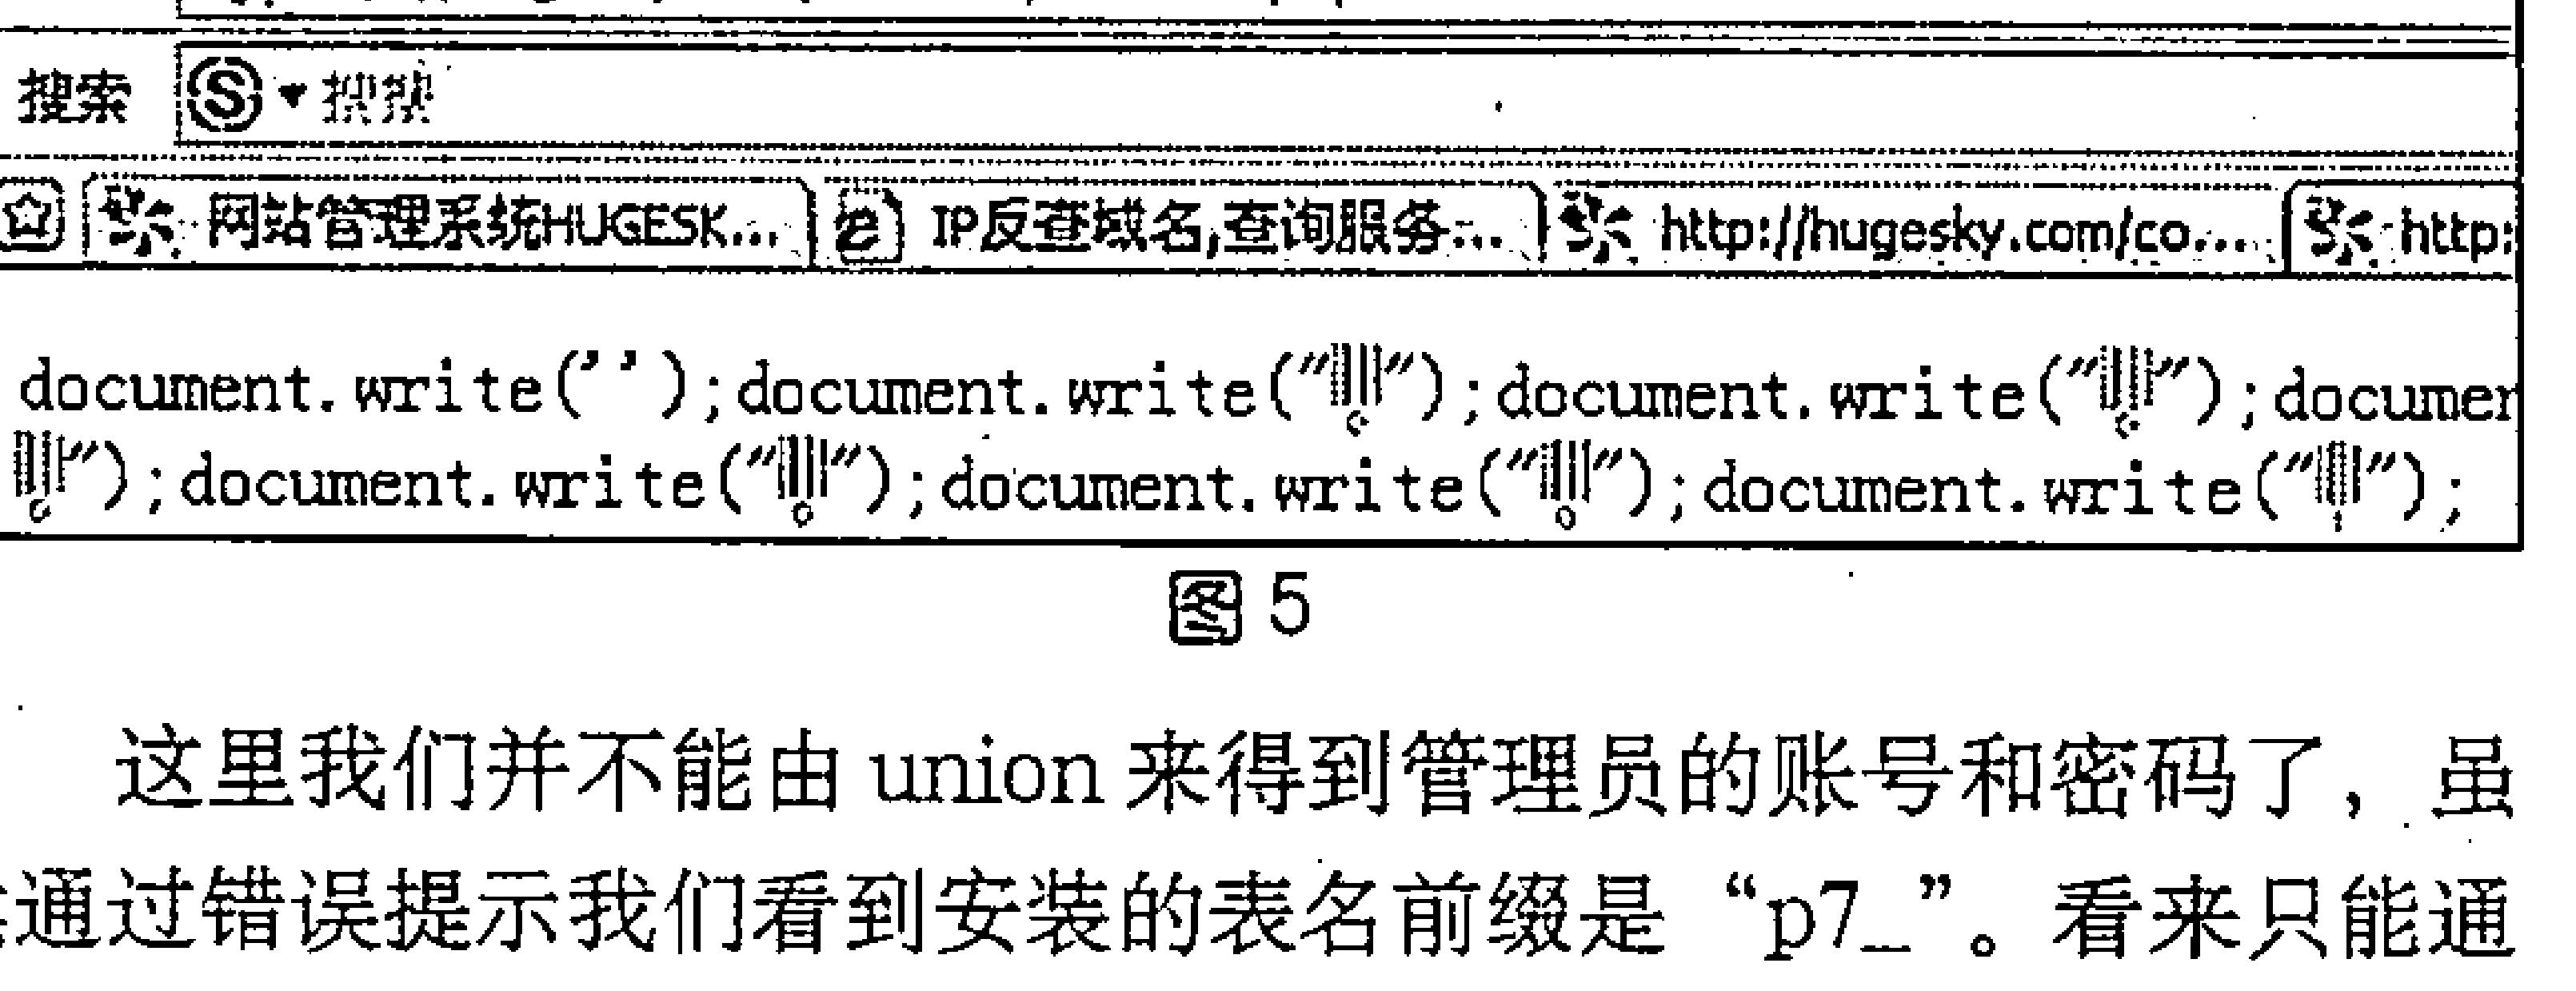 搜索 搜搜
网站管理系统HUGESK... IP反查域名,查询服务... http://hugesky.com/co... http:
document.write('');document.write("");document.write("");documen
");document.write("");document.write("");document.write("");
图 5
这里我们并不能由 union 来得到管理员的账号和密码了，虽
通过错误提示我们看到安装的表名前缀是“p7_”。看来只能通